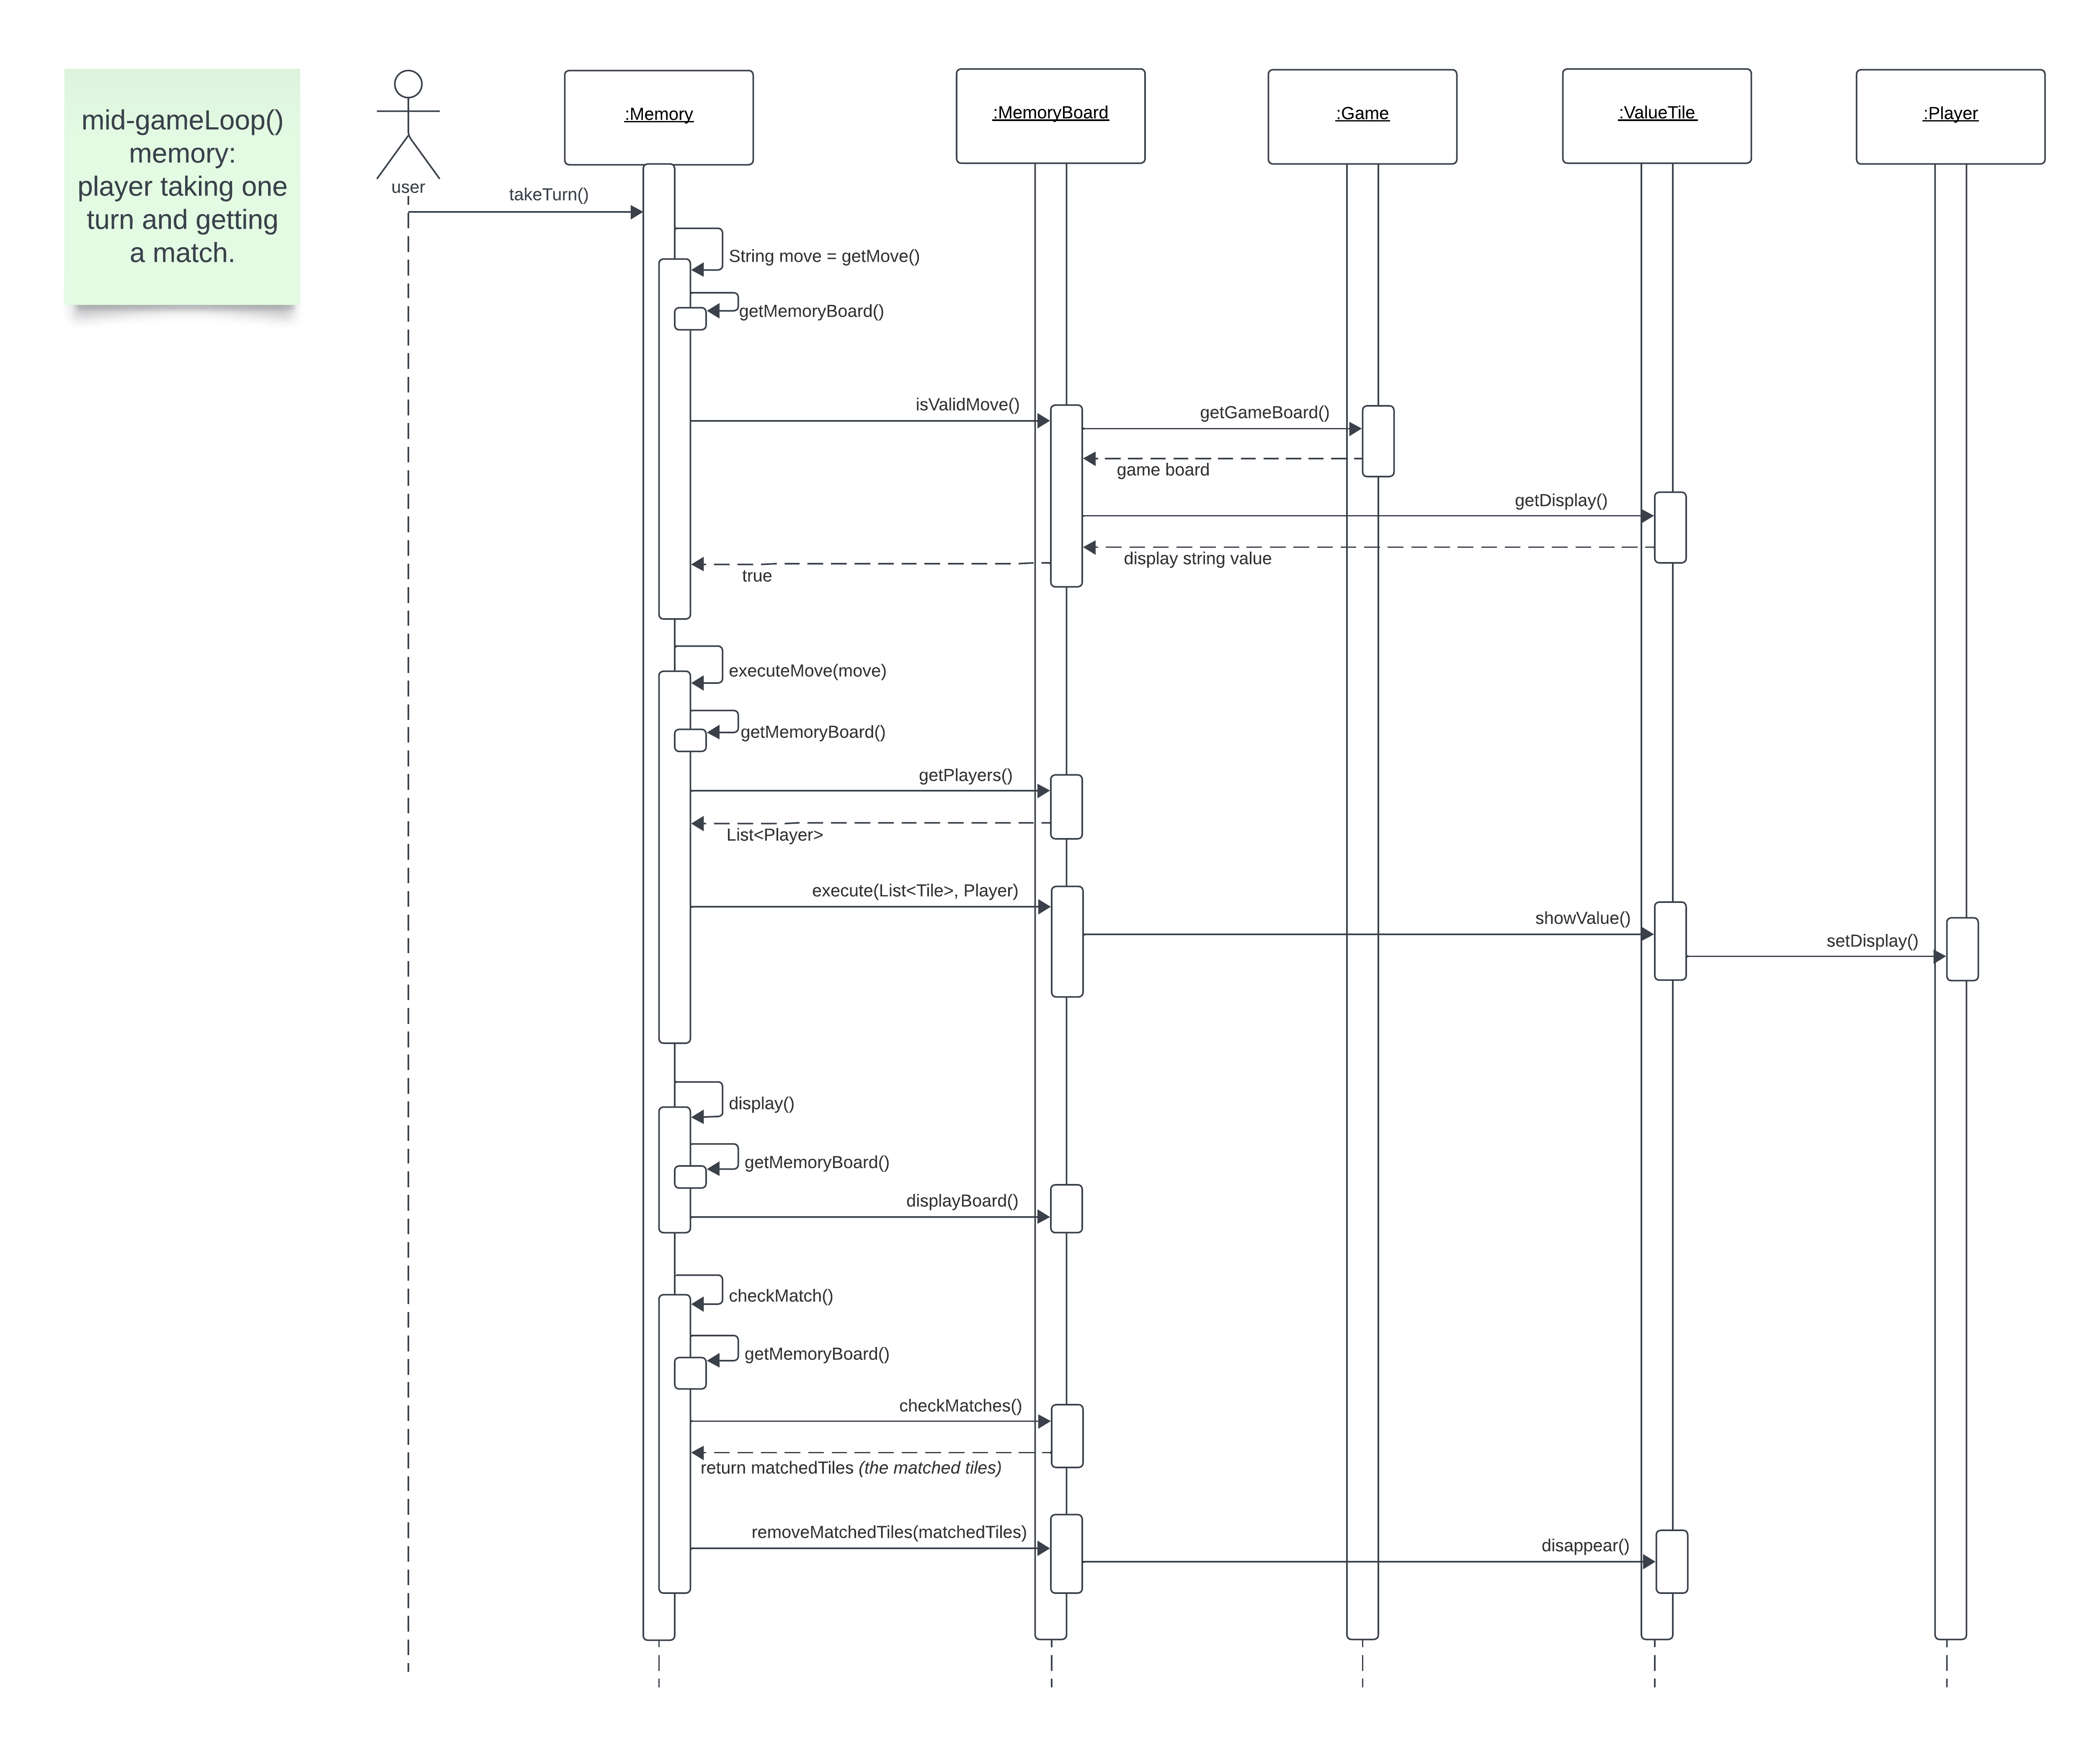 mid-gameLoop()
memory:
player taking one
turn and getting
a match.
user
:Memory
:MemoryBoard
:Game
:ValueTile
:Player
takeTurn()
String move = getMove()
getMemoryBoard()
isValidMove()
getGameBoard()
game board
getDisplay()
display string value
true
executeMove(move)
getMemoryBoard()
getPlayers()
List<Player>
execute(List<Tile>, Player)
showValue()
setDisplay()
display()
getMemoryBoard()
displayBoard()
checkMatch()
getMemoryBoard()
checkMatches()
return matchedTiles (the matched tiles)
removeMatchedTiles(matchedTiles)
disappear()